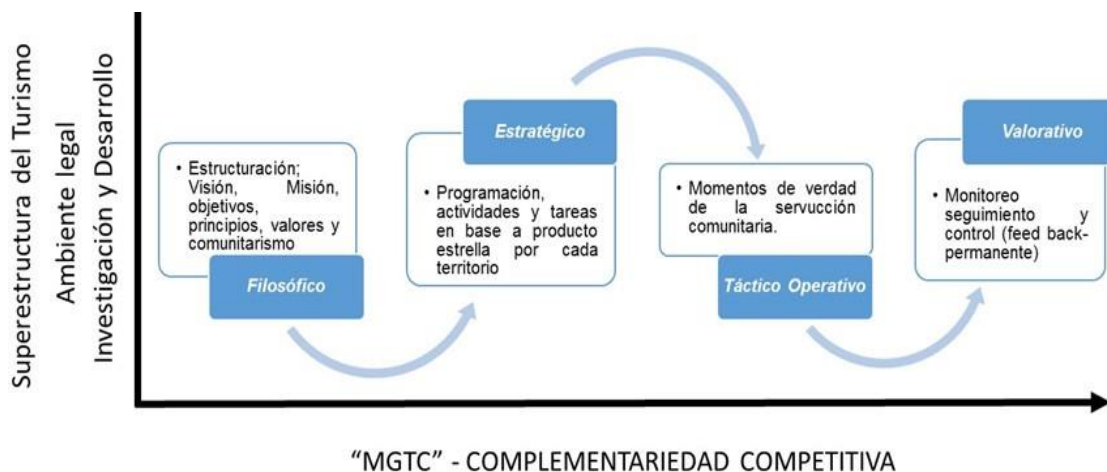 Superestructura del Turismo
Ambiente legal
Investigación y Desarrollo
• Estructuración;
Visión, Misión,
objetivos,
principios, valores y
comunitarismo
Filosófico
Estratégico
• Programación,
actividades y tareas
en base a producto
estrella por cada
territorio
• Momentos de verdad
de la servucción
comunitaria.
Táctico Operativo
Valorativo
• Monitoreo
seguimiento y
control (feed back-
permanente)
“MGTC” - COMPLEMENTARIEDAD COMPETITIVA